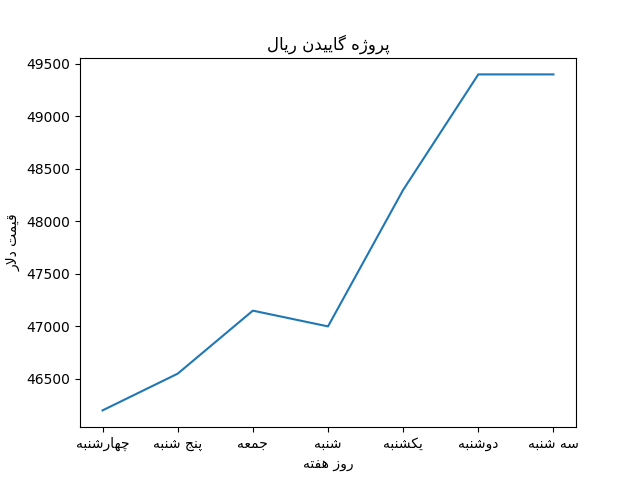 پروژه گاییدن ریال
49500
49000
48500
48000
47500
47000
46500
قیمت دلار
چهارشنبه
پنج شنبه
جمعه
شنبه
یکشنبه
دوشنبه
سه شنبه
روز هفته